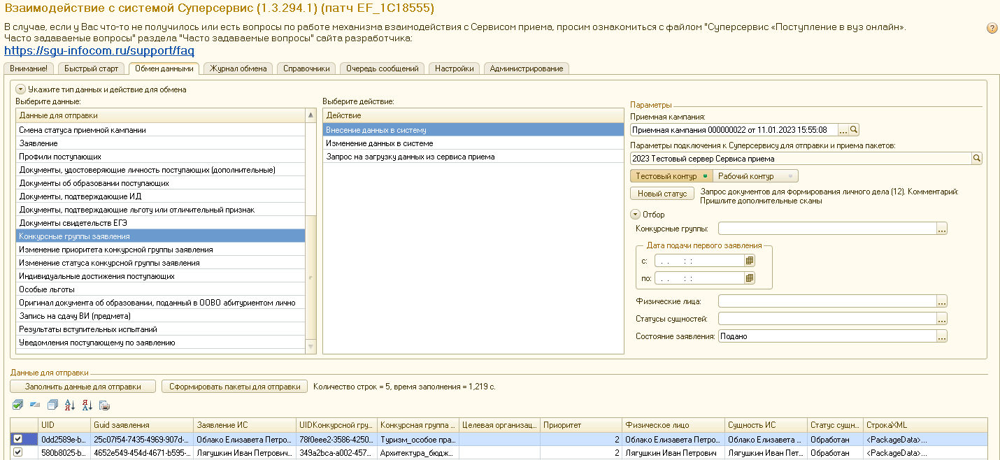 Взаимодействие с системой Суперсервис (1.3.294.1) (патч EF_1C18555)
В случае, если у Вас что-то не получилось или есть вопросы по работе механизма взаимодействия с Сервисом приема, просим ознакомиться с файлом "Суперсервис «Поступление в вуз онлайн».
Часто задаваемые вопросы" раздела "Часто задаваемые вопросы" сайта разработчика:
https://sgu-infocom.ru/support/faq
Внимание! Быстрый старт Обмен данными Журнал обмена Справочники Очередь сообщений Настройки Администрирование
Укажите тип данных и действие для обмена
Выберите данные:
Данные для отправки
Смена статуса приемной кампании
Заявление
Профили поступающих
Документы, удостоверяющие личность поступающих (дополнительные)
Документы об образовании поступающих
Документы, подтверждающие ИД
Документы, подтверждающие льготу или отличительный признак
Документы свидетельств ЕГЭ
Конкурсные группы заявления
Изменение приоритета конкурсной группы заявления
Изменение статуса конкурсной группы заявления
Индивидуальные достижения поступающих
Особые льготы
Оригинал документа об образовании, поданный в ООВО абитуриентом лично
Запись на сдачу ВИ (предмета)
Результаты вступительных испытаний
Уведомления поступающему по заявлению
Выберите действие:
Действие
Внесение данных в систему
Изменение данных в системе
Запрос на загрузку данных из сервиса приема
Параметры
Приемная кампания:
Приемная кампания 000000022 от 11.01.2023 15:55:08 ...
Параметры подключения к Суперсервису для отправки и приема пакетов:
2023 Тестовый сервер Сервиса приема
Тестовый контур Рабочий контур
Новый статус
Запрос документов для формирования личного дела (12). Комментарий:
Пришлите дополнительные сканы
Отбор
Конкурсные группы: ...
Дата подачи первого заявления
с: . . : :
по: . . : :
Физические лица: ...
Статусы сущностей: ...
Состояние заявления: Подано ...
Данные для отправки
Заполнить данные для отправки Сформировать пакеты для отправки Количество строк = 5, время заполнения = 1,219 с.
UID Guid заявления Заявление ИС UIDКонкурсной гру... Конкурсная группа ... Целевая организац... Приоритет Физическое лицо Сущность ИС Статус сущн... СтрокаXML
0dd2589e-b... 25c07f54-7435-4969-907d-... Облако Елизавета Петро... 78f0eee2-3586-4250... Туризм_особое пра... 2 Облако Елизавета Петро... Облако Елизавета ... Обработан <PackageData>...
580b8025-b... 4652e549-454d-4671-b595-... Лягушкин Иван Петрович... 349a2bca-a002-457... Архитектура_бюдж... 2 Лягушкин Иван Петрович Лягушкин Иван Петро... Обработан <PackageData>...